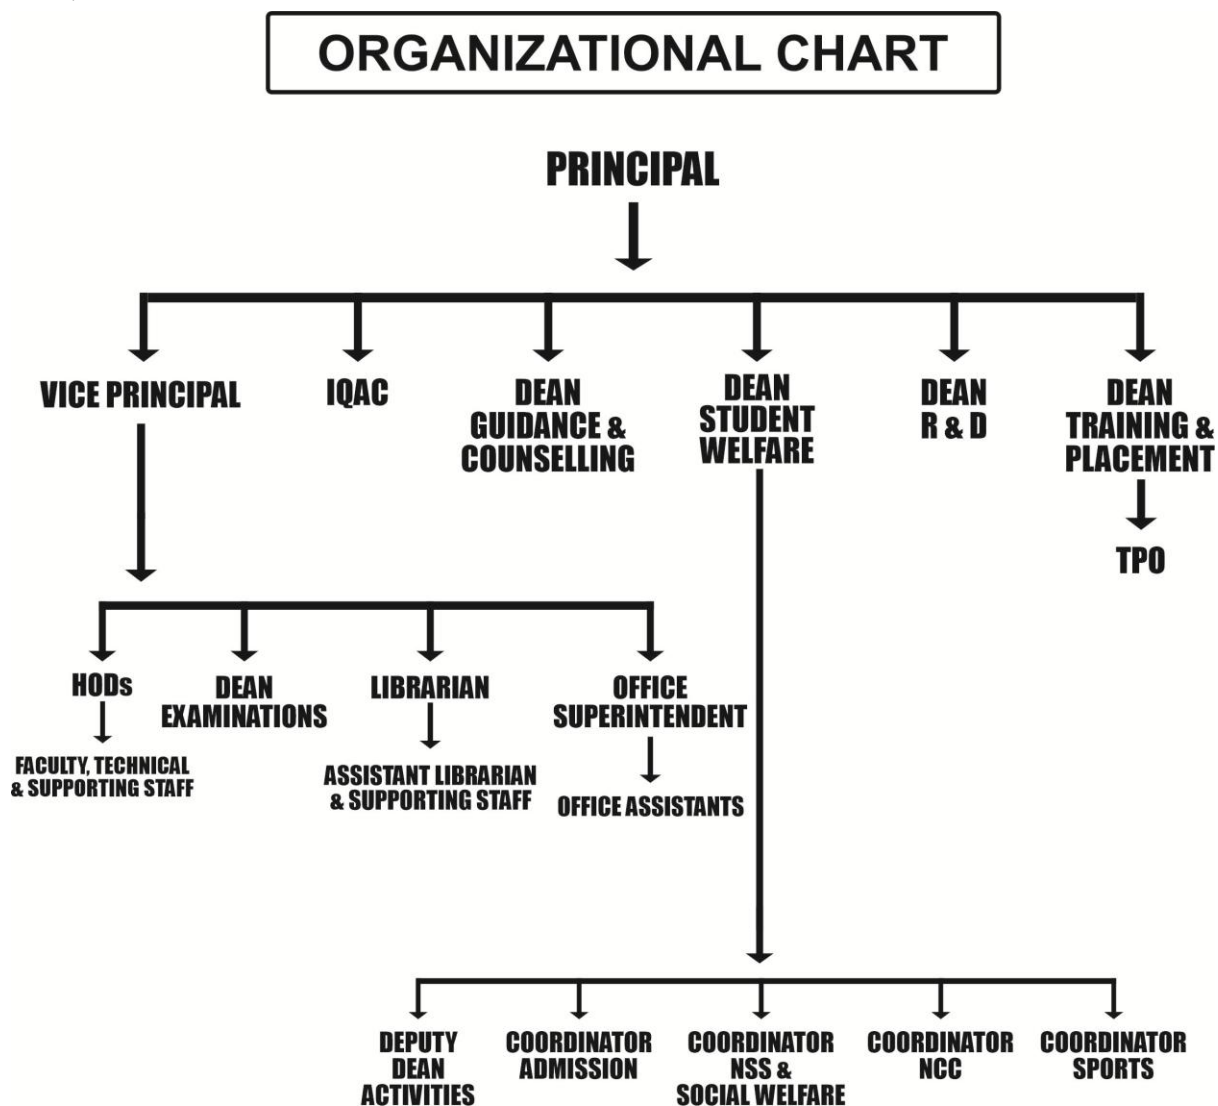 ORGANIZATIONAL CHART
PRINCIPAL
VICE PRINCIPAL
IQAC
DEAN
GUIDANCE &
COUNSELLING
DEAN
STUDENT
WELFARE
DEAN
R & D
DEAN
TRAINING &
PLACEMENT
TPO
HODs
DEAN
EXAMINATIONS
LIBRARIAN
OFFICE
SUPERINTENDENT
FACULTY, TECHNICAL
& SUPPORTING STAFF
ASSISTANT LIBRARIAN
& SUPPORTING STAFF
OFFICE ASSISTANTS
DEPUTY
DEAN
ACTIVITIES
COORDINATOR
ADMISSION
COORDINATOR
NSS &
SOCIAL WELFARE
COORDINATOR
NCC
COORDINATOR
SPORTS